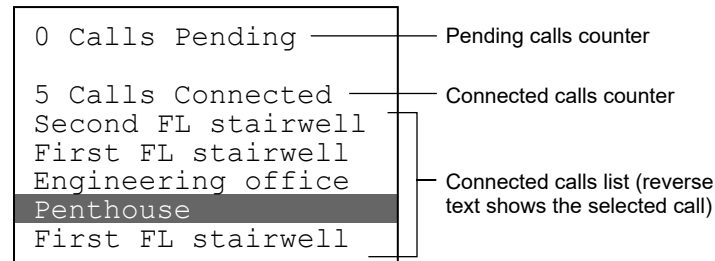 0 Calls Pending
Pending calls counter
5 Calls Connected
Connected calls counter
Second FL stairwell
First FL stairwell
Engineering office
Penthouse
First FL stairwell
Connected calls list (reverse
text shows the selected call)